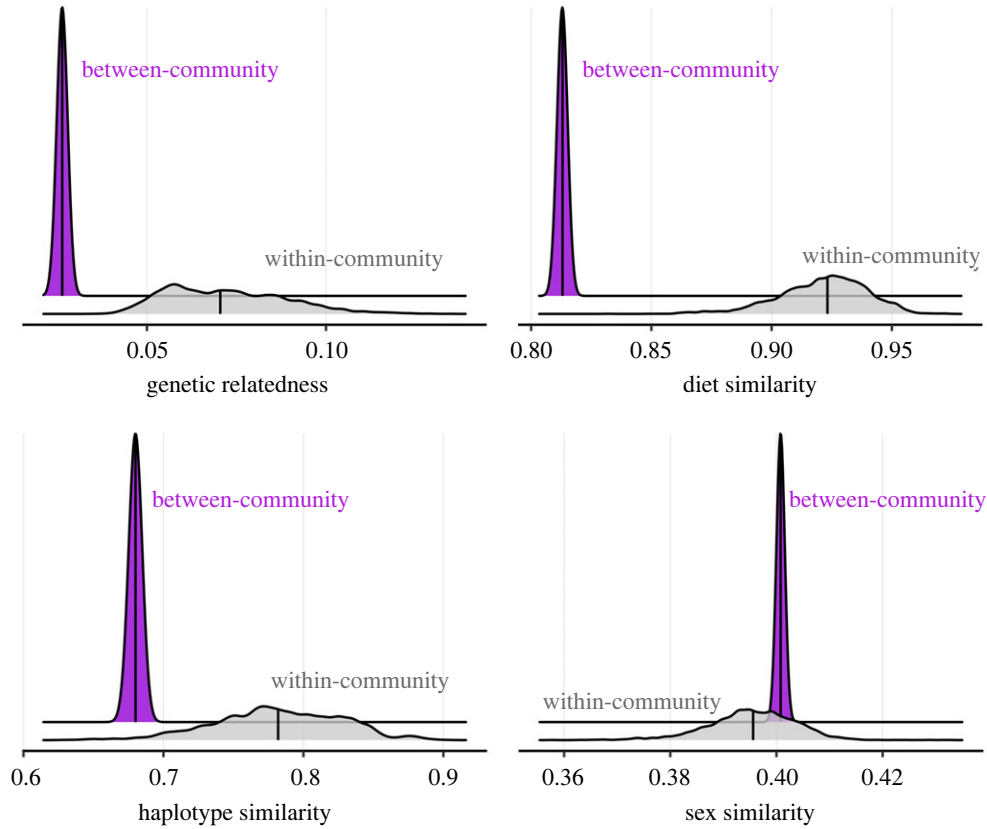 between-community
within-community
0.05 0.10
genetic relatedness
between-community
within-community
0.80 0.85 0.90 0.95
diet similarity
between-community
within-community
0.6 0.7 0.8 0.9
haplotype similarity
between-community
within-community
0.36 0.38 0.40 0.42
sex similarity